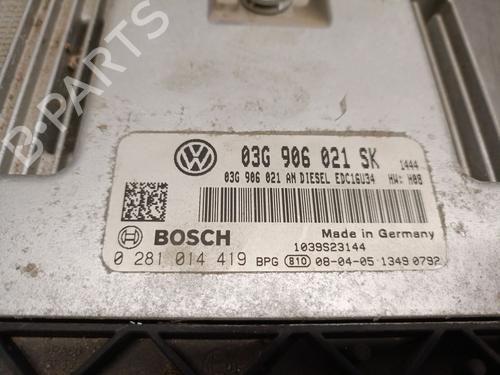 B-PARTS
03G 906 021 SK 1444
03G 906 021 AN DIESEL EDC16U34 HW: H08
Made in Germany
BOSCH 1039S23144
0 281 014 419 BPG 810 08-04-05 1349 0792